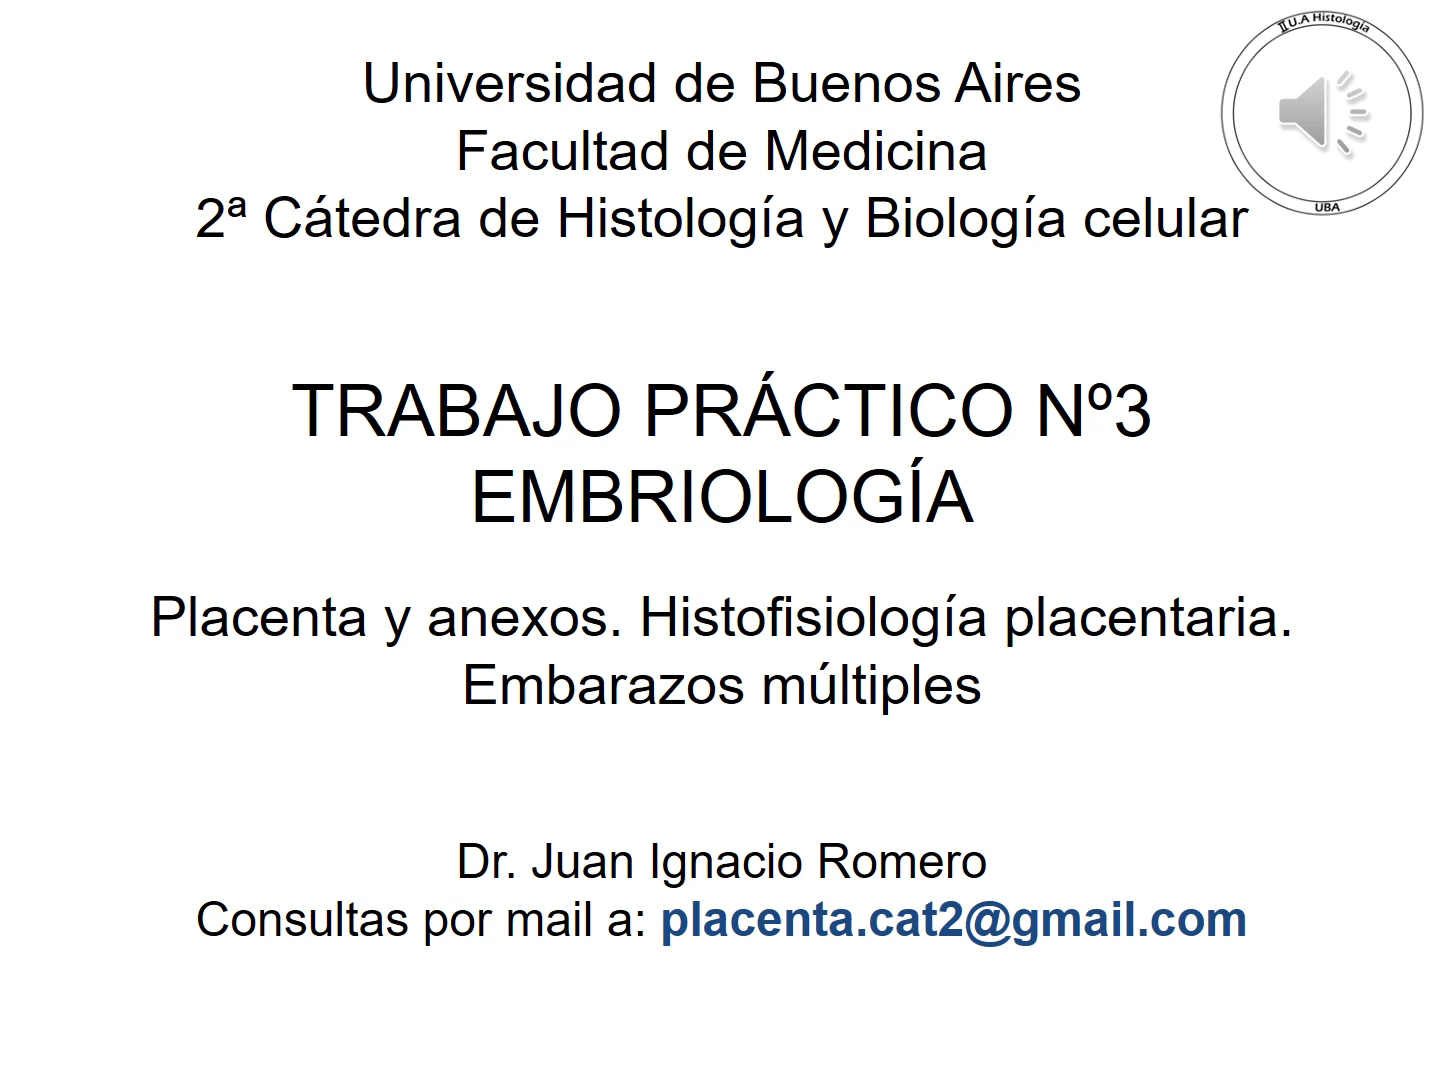 II U.A Histología
Universidad de Buenos Aires
Facultad de Medicina
2ª Cátedra de Histología y Biología celular
UBA
TRABAJO PRÁCTICO Nº3
EMBRIOLOGÍA
Placenta y anexos. Histofisiología placentaria.
Embarazos múltiples
Dr. Juan Ignacio Romero
Consultas por mail a: placenta.cat2@gmail.com